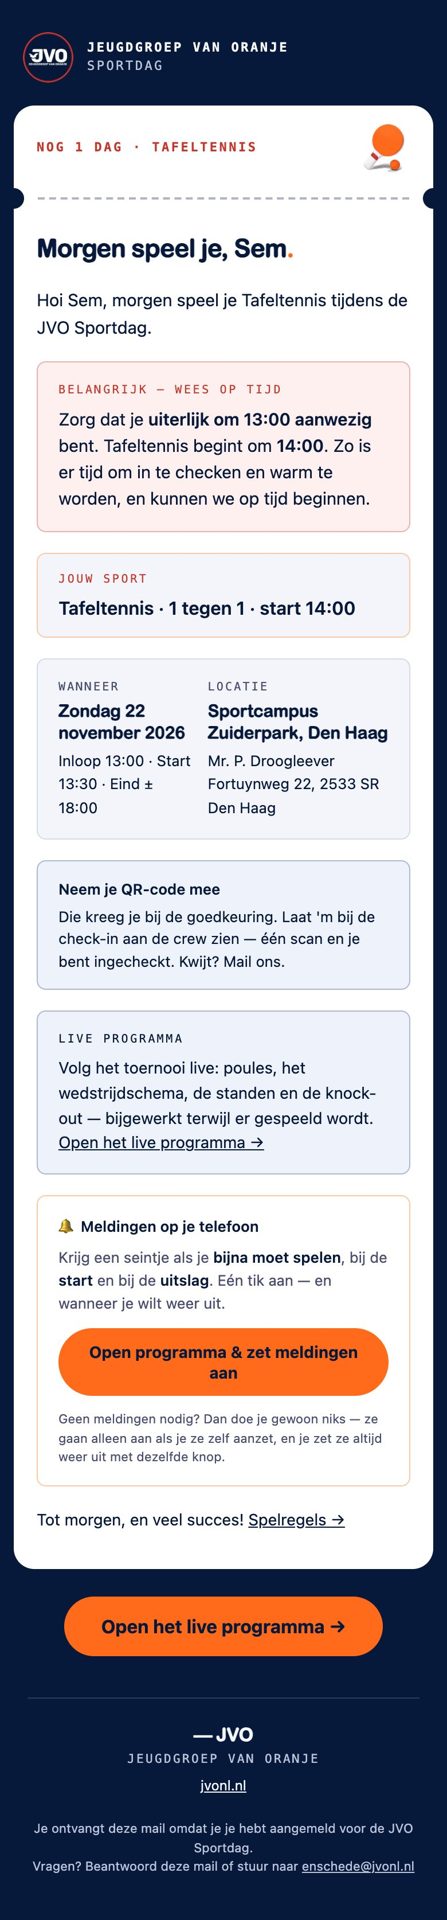 JVO
JEUGDGROEP VAN ORANJE
JEUGDGROEP VAN ORANJE
SPORTDAG
NOG 1 DAG · TAFELTENNIS
Morgen speel je, Sem.
Hoi Sem, morgen speel je Tafeltennis tijdens de
JVO Sportdag.
BELANGRIJK — WEES OP TIJD
Zorg dat je uiterlijk om 13:00 aanwezig
bent. Tafeltennis begint om 14:00. Zo is
er tijd om in te checken en warm te
worden, en kunnen we op tijd beginnen.
JOUW SPORT
Tafeltennis · 1 tegen 1 · start 14:00
WANNEER
Zondag 22
november 2026
Inloop 13:00 · Start
13:30 · Eind ±
18:00
LOCATIE
Sportcampus
Zuiderpark, Den Haag
Mr. P. Droogleever
Fortuynweg 22, 2533 SR
Den Haag
Neem je QR-code mee
Die kreeg je bij de goedkeuring. Laat 'm bij de
check-in aan de crew zien — één scan en je
bent ingecheckt. Kwijt? Mail ons.
LIVE PROGRAMMA
Volg het toernooi live: poules, het
wedstrijdschema, de standen en de knock-
out — bijgewerkt terwijl er gespeeld wordt.
Open het live programma →
🔔 Meldingen op je telefoon
Krijg een seintje als je bijna moet spelen, bij de
start en bij de uitslag. Eén tik aan — en
wanneer je wilt weer uit.
Open programma & zet meldingen
aan
Geen meldingen nodig? Dan doe je gewoon niks — ze
gaan alleen aan als je ze zelf aanzet, en je zet ze altijd
weer uit met dezelfde knop.
Tot morgen, en veel succes! Spelregels →
Open het live programma →
— JVO
JEUGDGROEP VAN ORANJE
jvonl.nl
Je ontvangt deze mail omdat je je hebt aangemeld voor de JVO
Sportdag.
Vragen? Beantwoord deze mail of stuur naar enschede@jvonl.nl